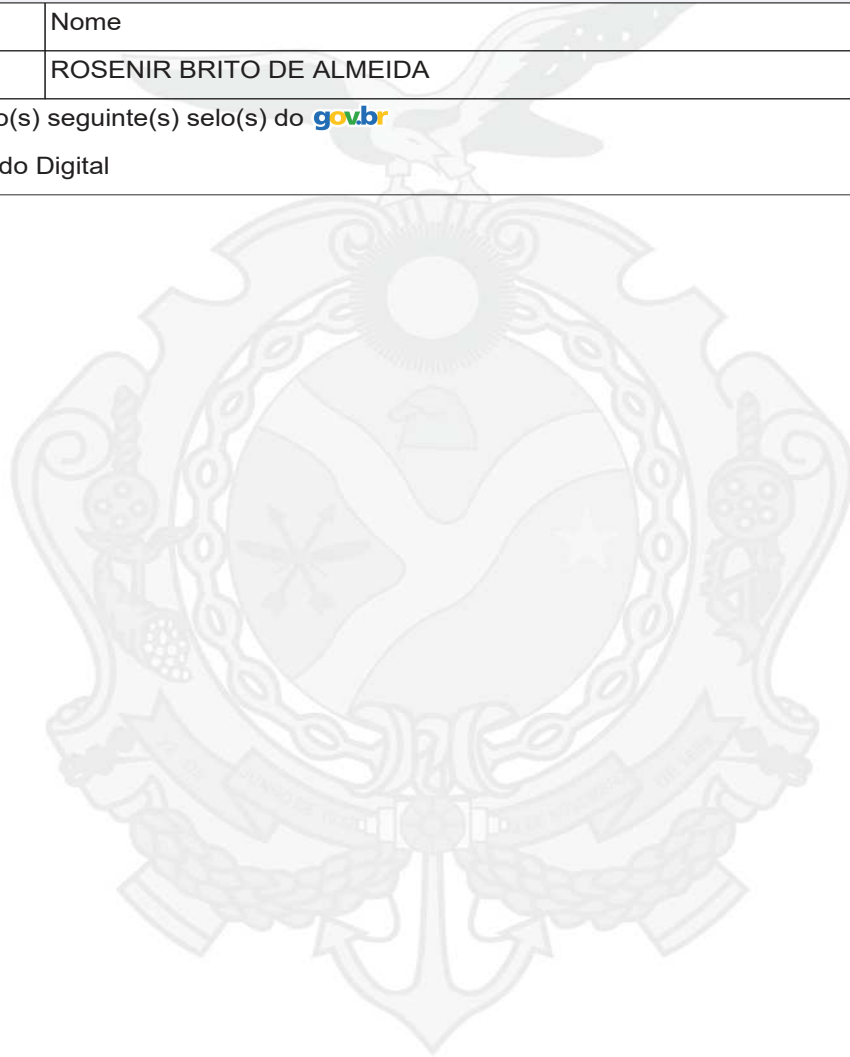 Nome
ROSENIR BRITO DE ALMEIDA
o(s) seguinte(s) selo(s) do gov.br
do Digital